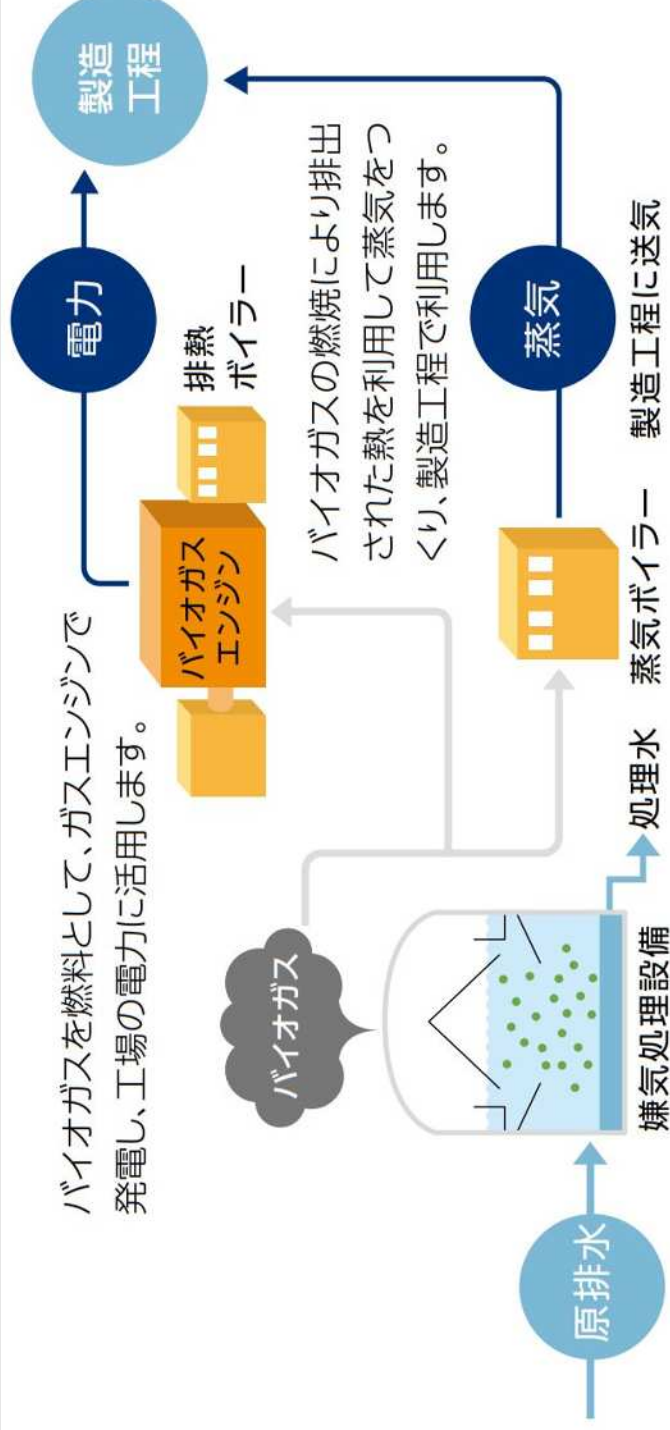 バイオガスを燃料として、ガスエンジンで
発電し、工場の電力に活用します。
電力
製造
工程
バイオガス
エンジン
排熱
ボイラー
バイオガス
バイオガスの燃焼により排出
された熱を利用して蒸気をつ
くり、製造工程で利用します。
原排水
嫌気処理設備
処理水
蒸気ボイラー
蒸気
製造工程に送気